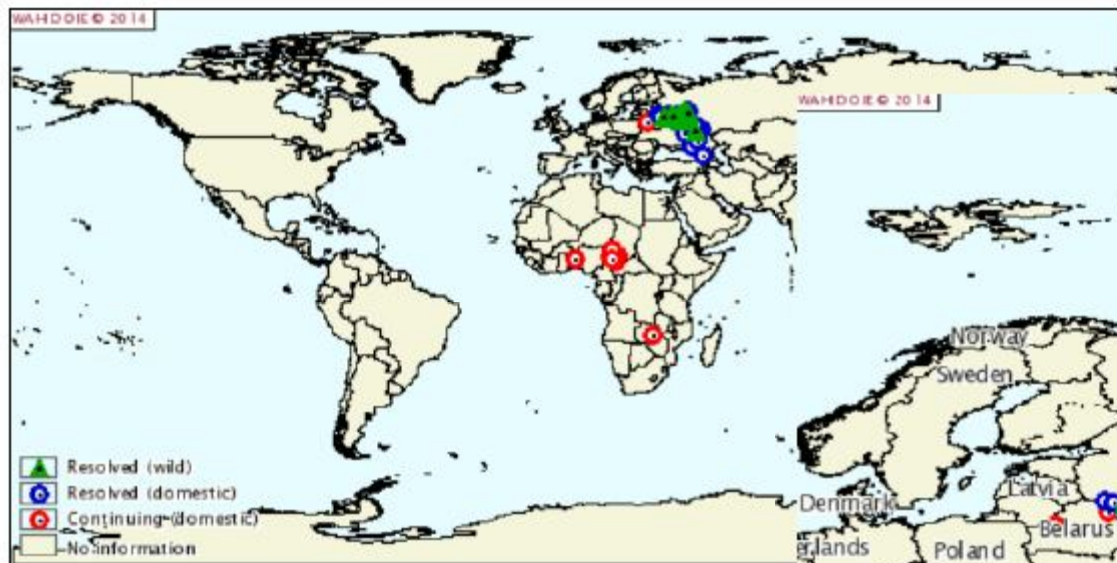 WAHID OIE © 2014
WAHID OIE © 2014
Norway
Sweden
Resolved (wild)
Resolved (domestic)
Continuing (domestic)
No information
Denmark
Latvia
Belarus
erlands
Poland